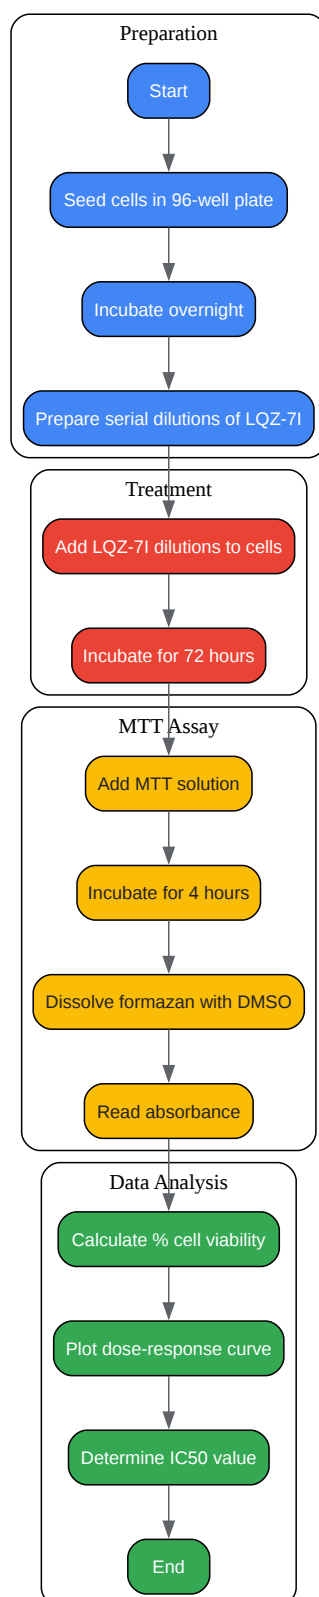 Preparation
Start
Seed cells in 96-well plate
Incubate overnight
Prepare serial dilutions of LQZ-7I
Treatment
Add LQZ-7I dilutions to cells
Incubate for 72 hours
MTT Assay
Add MTT solution
Incubate for 4 hours
Dissolve formazan with DMSO
Read absorbance
Data Analysis
Calculate % cell viability
Plot dose-response curve
Determine IC50 value
End